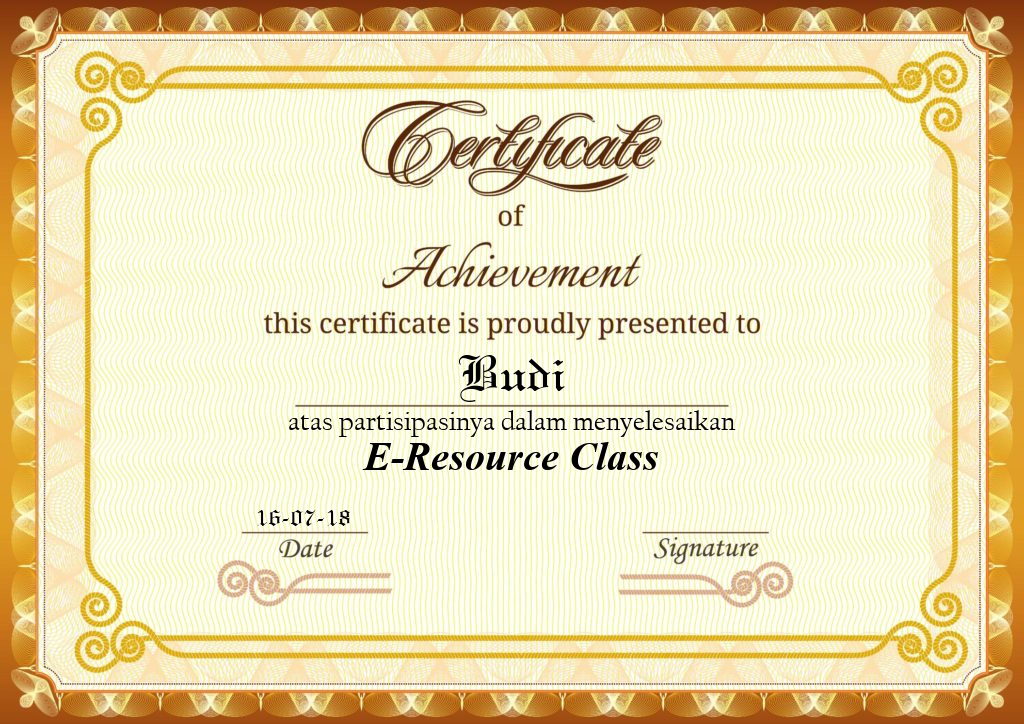 Certificate
of
Achievement
this certificate is proudly presented to
Budi
atas partisipasinya dalam menyelesaikan
E-Resource Class
16-07-18
Date
Signature